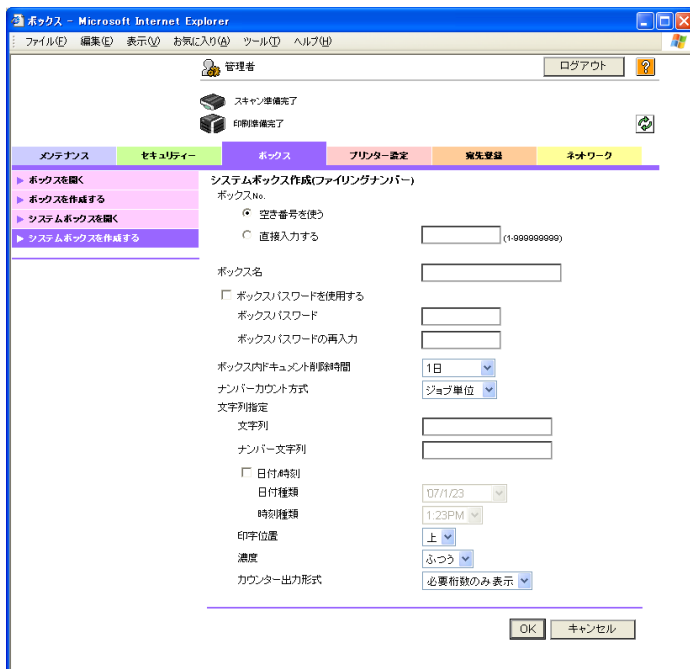 ボックス - Microsoft Internet Explorer
ファイル(F) 編集(E) 表示(V) お気に入り(A) ツール(T) ヘルプ(H)
管理者 ログアウト ?
スキャン準備完了
印刷準備完了
メンテナンス セキュリティー ボックス プリンター設定 宛先登録 ネットワーク
ボックスを開く
ボックスを作成する
システムボックスを開く
システムボックスを作成する
システムボックス作成(ファイリングナンバー)
ボックスNo.
空き番号を使う
直接入力する (1-999999999)
ボックス名
ボックスパスワードを使用する
ボックスパスワード
ボックスパスワードの再入力
ボックス内ドキュメント削除時間 1日
ナンバーカウント方式 ジョブ単位
文字列指定
文字列
ナンバー文字列
日付/時刻
日付種類 '07/1/23
時刻種類 1:23PM
印字位置 上
濃度 ふつう
カウンター出力形式 必要桁数のみ表示
OK キャンセル